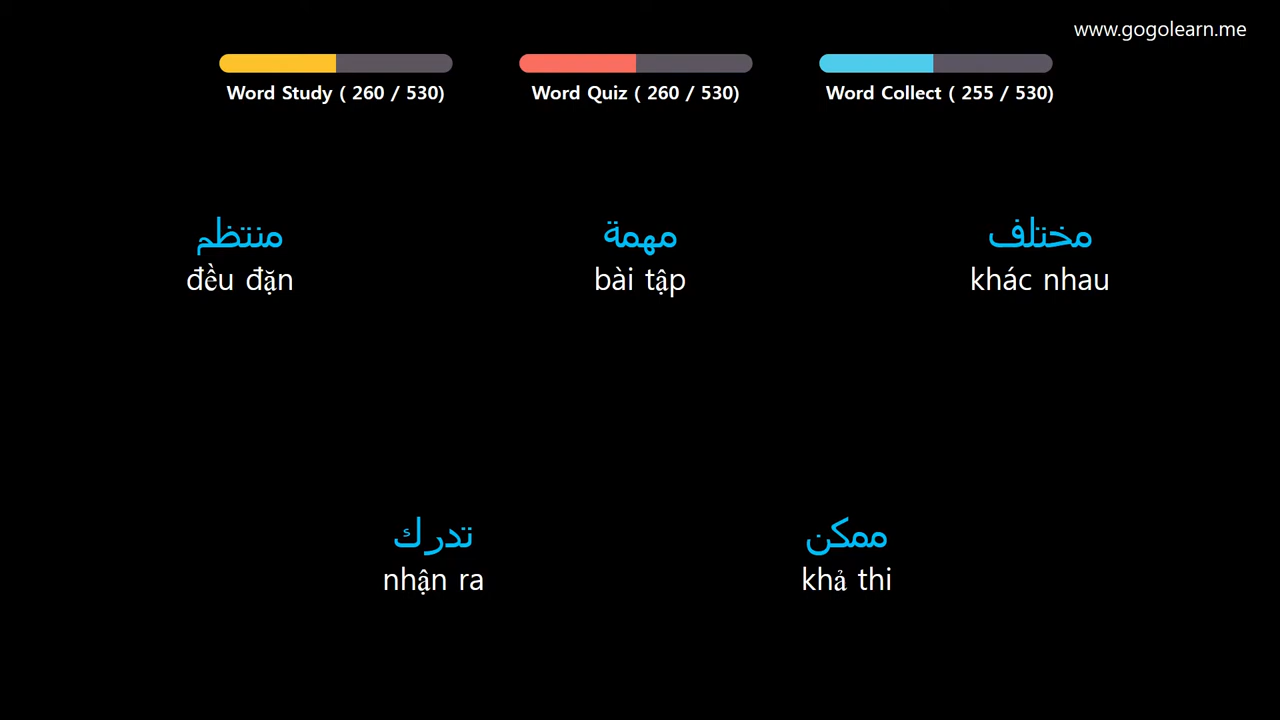 www.gogolearn.me
Word Study ( 260 / 530)
Word Quiz ( 260 / 530)
Word Collect ( 255 / 530)
منتظم
đều đặn
مهمة
bài tập
مختلف
khác nhau
تدرك
nhận ra
ممكن
khả thi